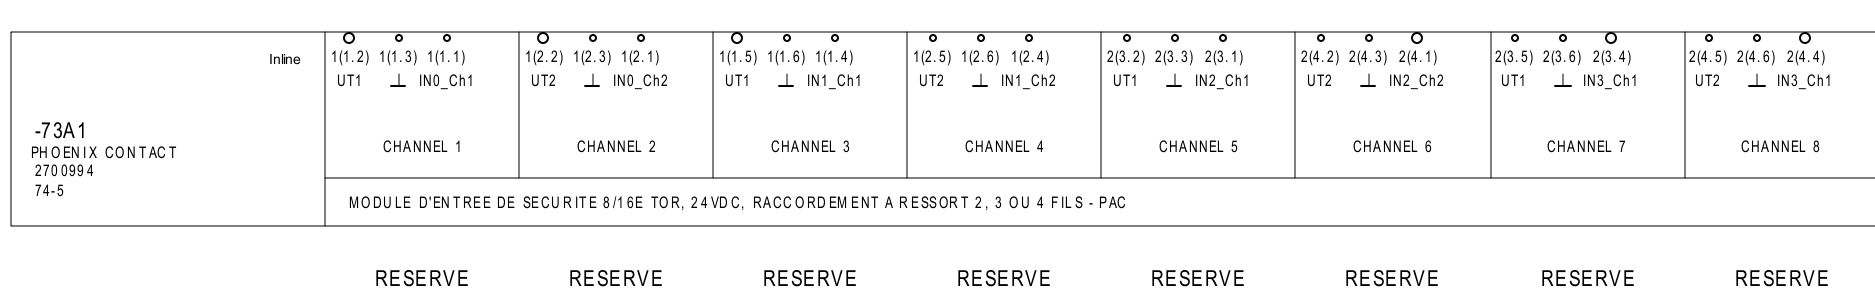 Inline 1(1.2) 1(1.3) 1(1.1) 1(2.2) 1(2.3) 1(2.1) 1(1.5) 1(1.6) 1(1.4) 1(2.5) 1(2.6) 1(2.4) 2(3.2) 2(3.3) 2(3.1) 2(4.2) 2(4.3) 2(4.1) 2(3.5) 2(3.6) 2(3.4) 2(4.5) 2(4.6) 2(4.4)
UT1 ⊥ IN0_Ch1 UT2 ⊥ IN0_Ch2 UT1 ⊥ IN1_Ch1 UT2 ⊥ IN1_Ch2 UT1 ⊥ IN2_Ch1 UT2 ⊥ IN2_Ch2 UT1 ⊥ IN3_Ch1 UT2 ⊥ IN3_Ch1
-73A1
PHOENIX CONTACT
2700994
74-5
CHANNEL 1 CHANNEL 2 CHANNEL 3 CHANNEL 4 CHANNEL 5 CHANNEL 6 CHANNEL 7 CHANNEL 8
MODULE D'ENTREE DE SECURITE 8/16E TOR, 24VDC, RACCORDEMENT A RESSORT 2, 3 OU 4 FILS - PAC
RESERVE RESERVE RESERVE RESERVE RESERVE RESERVE RESERVE RESERVE